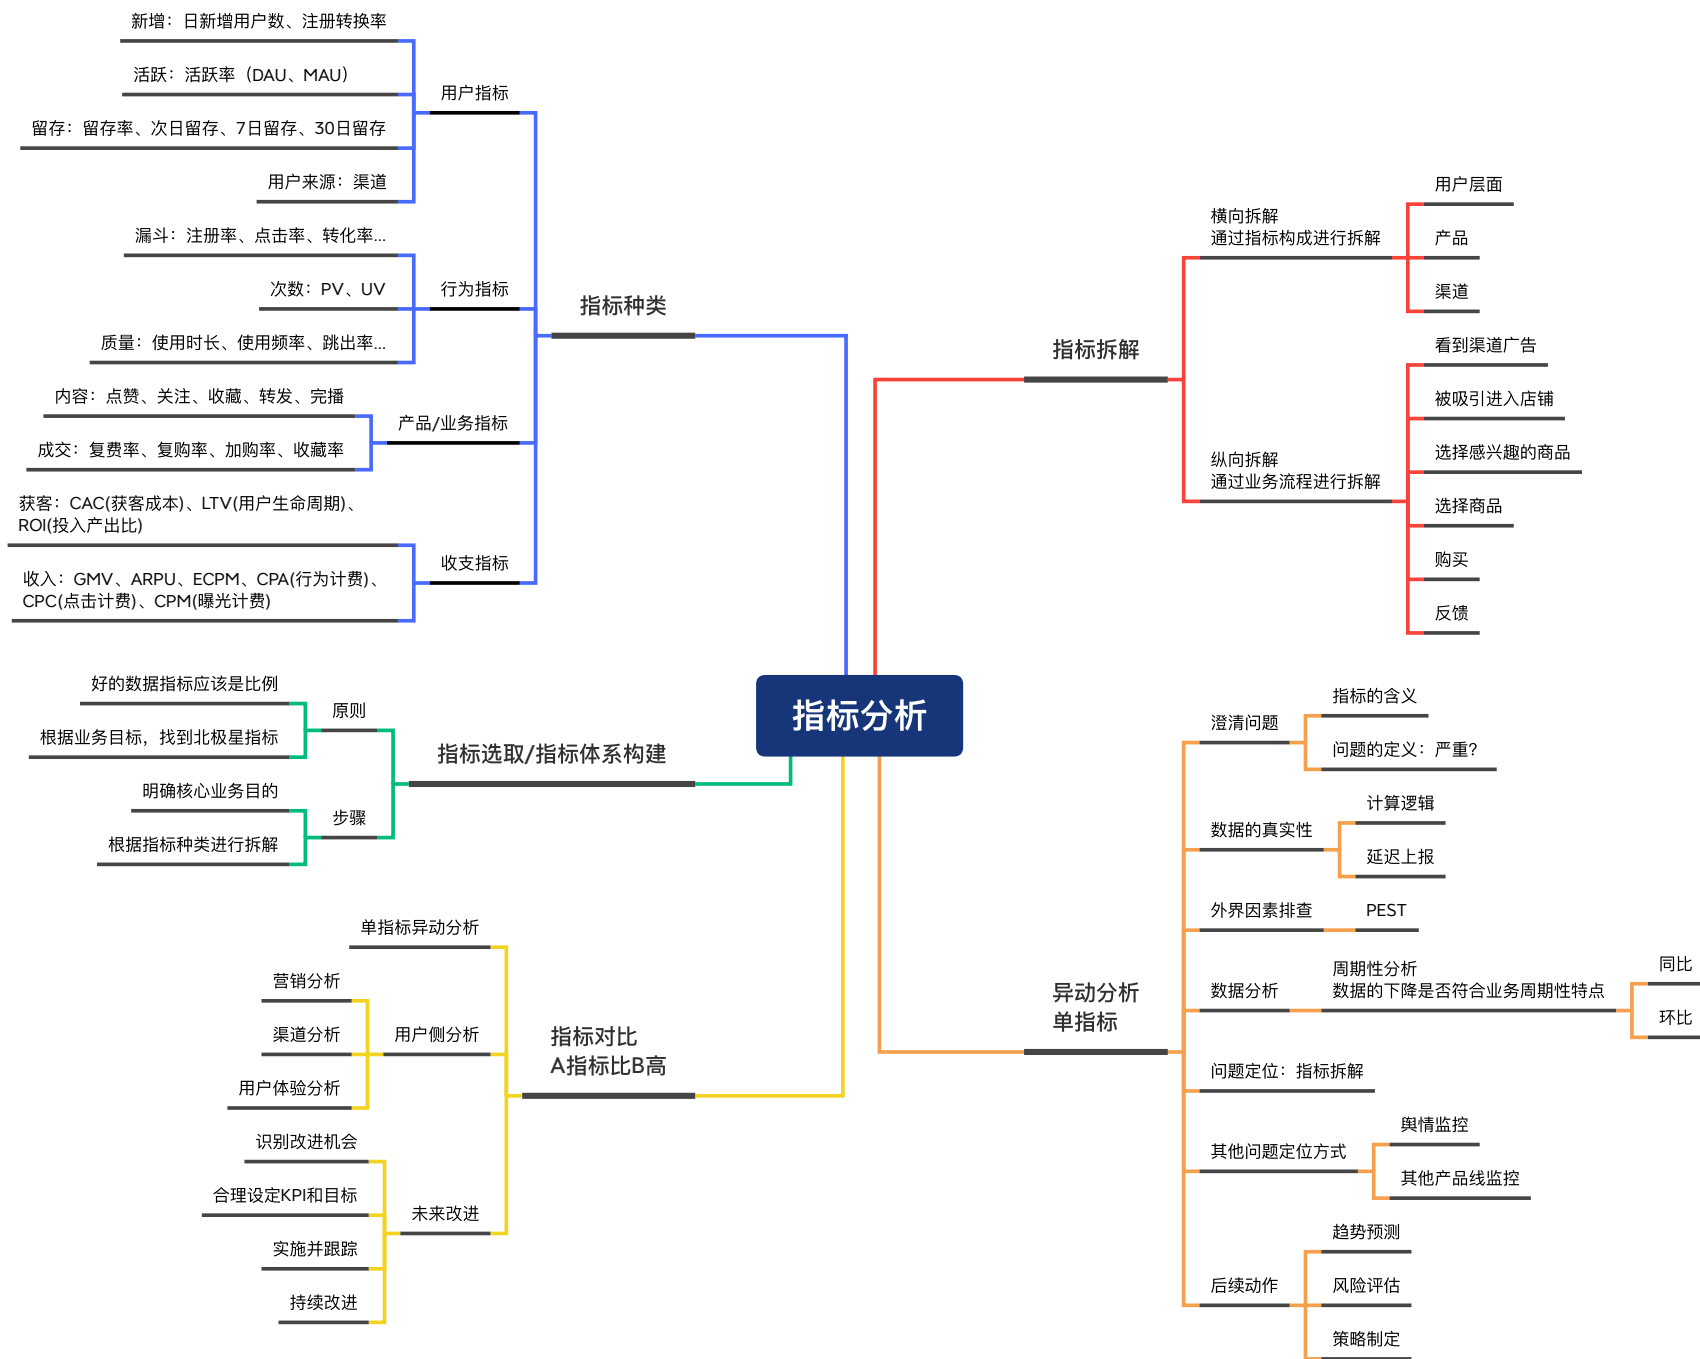 指标分析
指标种类
用户指标
新增：日新增用户数、注册转换率
活跃：活跃率（DAU、MAU）
留存：留存率、次日留存、7日留存、30日留存
用户来源：渠道
行为指标
漏斗：注册率、点击率、转化率...
次数：PV、UV
质量：使用时长、使用频率、跳出率...
产品/业务指标
内容：点赞、关注、收藏、转发、完播
成交：复费率、复购率、加购率、收藏率
收支指标
获客：CAC(获客成本)、LTV(用户生命周期)、
ROI(投入产出比)
收入：GMV、ARPU、ECPM、CPA(行为计费)、
CPC(点击计费)、CPM(曝光计费)
指标选取/指标体系构建
原则
好的数据指标应该是比例
根据业务目标，找到北极星指标
步骤
明确核心业务目的
根据指标种类进行拆解
指标对比
A指标比B高
单指标异动分析
用户侧分析
营销分析
渠道分析
用户体验分析
未来改进
识别改进机会
合理设定KPI和目标
实施并跟踪
持续改进
指标拆解
横向拆解
通过指标构成进行拆解
用户层面
产品
渠道
纵向拆解
通过业务流程进行拆解
看到渠道广告
被吸引进入店铺
选择感兴趣的商品
选择商品
购买
反馈
异动分析
单指标
澄清问题
指标的含义
问题的定义：严重?
数据的真实性
计算逻辑
延迟上报
外界因素排查
PEST
数据分析
周期性分析
数据的下降是否符合业务周期性特点
同比
环比
问题定位：指标拆解
其他问题定位方式
舆情监控
其他产品线监控
后续动作
趋势预测
风险评估
策略制定